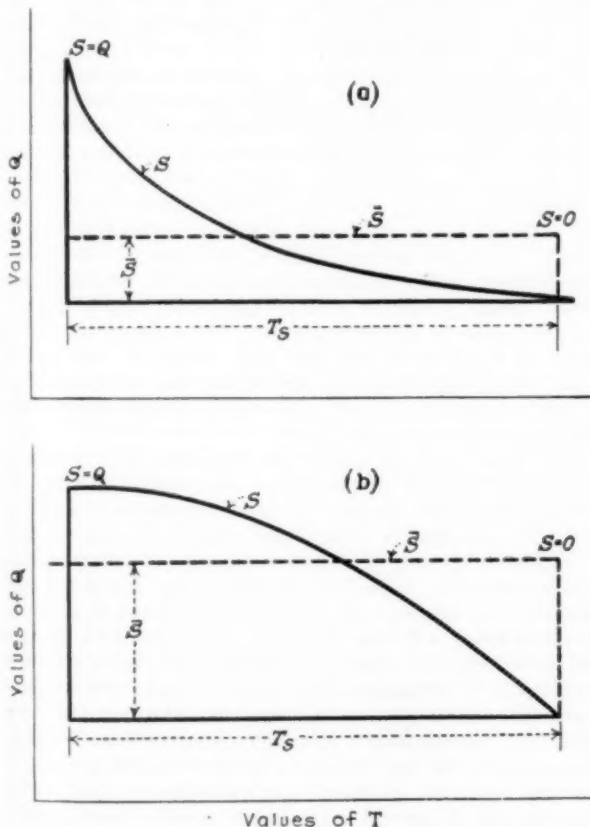 S=Q
(a)
S
S̄
S=0
S̄
T_S
Values of Q
S=Q
(b)
S
S̄
S=0
S̄
T_S
Values of Q
Values of T